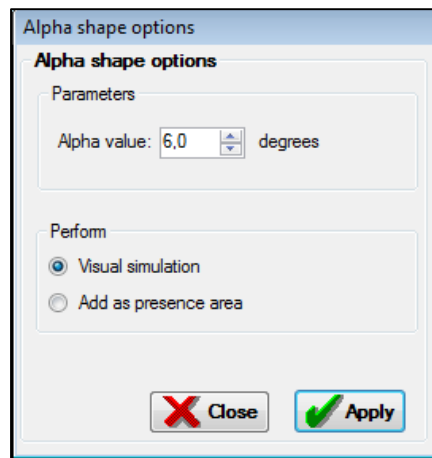 Alpha shape options
Alpha shape options
Parameters
Alpha value: 6,0 degrees
Perform
Visual simulation
Add as presence area
Close Apply